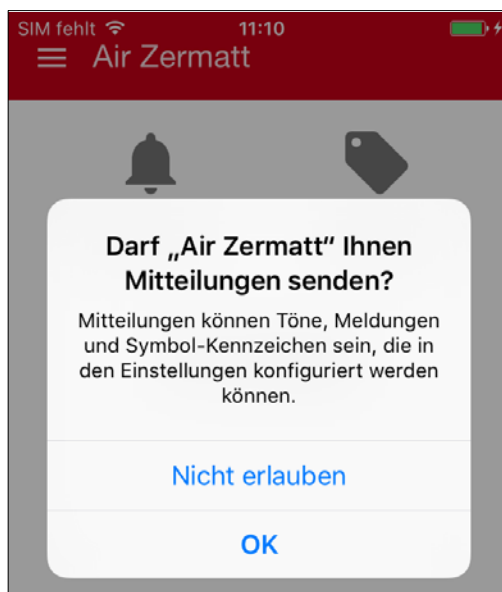 SIM fehlt 11:10
Air Zermatt
Darf „Air Zermatt“ Ihnen
Mitteilungen senden?
Mitteilungen können Töne, Meldungen
und Symbol-Kennzeichen sein, die in
den Einstellungen konfiguriert werden
können.
Nicht erlauben
OK